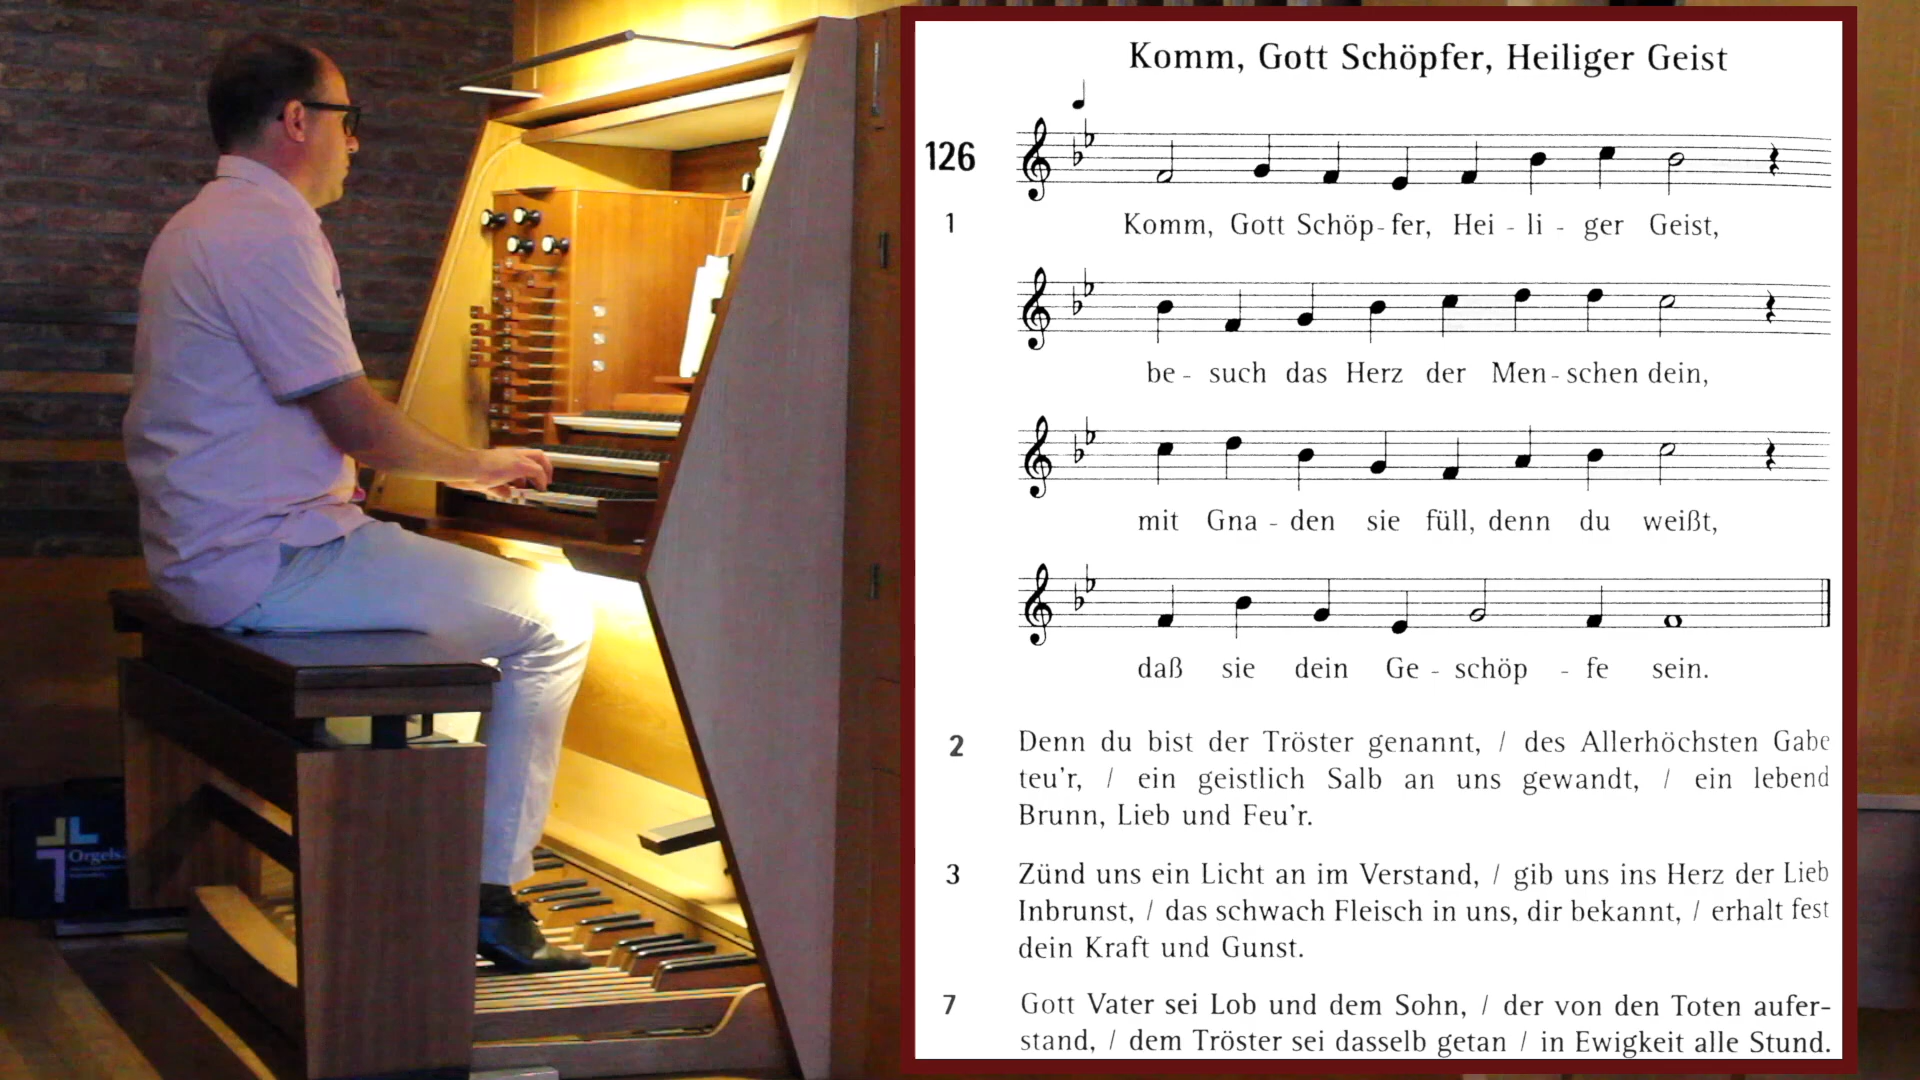 Komm, Gott Schöpfer, Heiliger Geist
126
1 Komm, Gott Schöp-fer, Hei - li - ger Geist,
be - such das Herz der Men-schen dein,
mit Gna - den sie füll, denn du weißt,
daß sie dein Ge - schöp - fe sein.
2 Denn du bist der Tröster genannt, / des Allerhöchsten Gabe
teu'r, / ein geistlich Salb an uns gewandt, / ein lebend
Brunn, Lieb und Feu'r.
3 Zünd uns ein Licht an im Verstand, / gib uns ins Herz der Lieb
Inbrunst, / das schwach Fleisch in uns, dir bekannt, / erhalt fest
dein Kraft und Gunst.
7 Gott Vater sei Lob und dem Sohn, / der von den Toten aufer-
stand, / dem Tröster sei dasselb getan / in Ewigkeit alle Stund.
Orgels